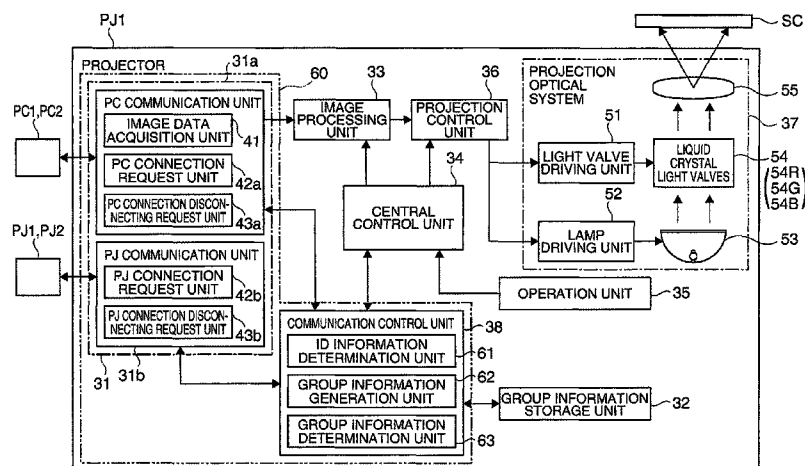 PJ1
SC
PROJECTOR
31a
60
PC COMMUNICATION UNIT
IMAGE DATA
ACQUISITION UNIT
41
PC CONNECTION
REQUEST UNIT
42a
PC CONNECTION DISCON-
NECTING REQUEST UNIT
43a
PC1,PC2
PJ1,PJ2
PJ COMMUNICATION UNIT
PJ CONNECTION
REQUEST UNIT
42b
PJ CONNECTION DISCON-
NECTING REQUEST UNIT
43b
31
31b
33
IMAGE
PROCESSING
UNIT
36
PROJECTION
CONTROL
UNIT
34
CENTRAL
CONTROL UNIT
PROJECTION
OPTICAL
SYSTEM
55
37
51
LIGHT VALVE
DRIVING UNIT
LIQUID
CRYSTAL
LIGHT VALVES
54
54R
54G
54B
52
LAMP
DRIVING UNIT
53
OPERATION UNIT
35
COMMUNICATION CONTROL UNIT
38
ID INFORMATION
DETERMINATION UNIT
61
GROUP INFORMATION
GENERATION UNIT
62
GROUP INFORMATION
DETERMINATION UNIT
63
GROUP INFORMATION
STORAGE UNIT
32